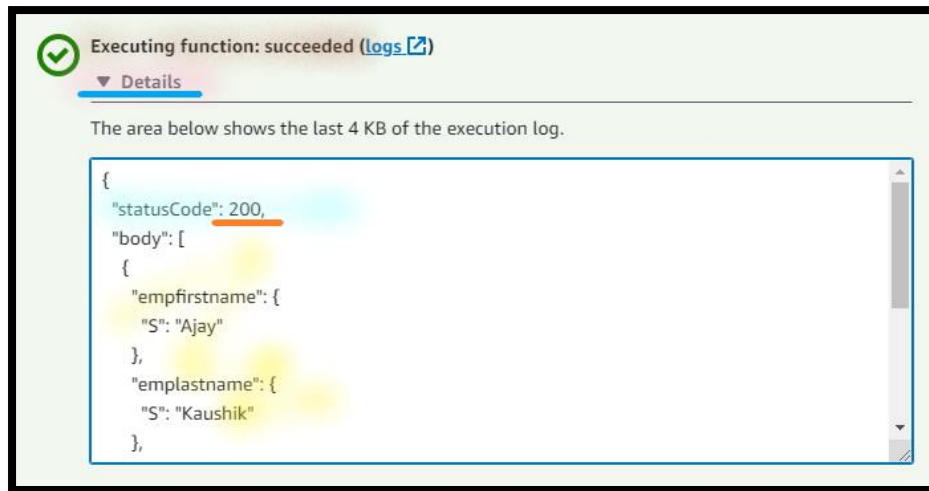 Executing function: succeeded (logs)
▼ Details
The area below shows the last 4 KB of the execution log.
{
"statusCode": 200,
"body": [
{
"empfirstname": {
"S": "Ajay"
},
"emplastname": {
"S": "Kaushik"
},